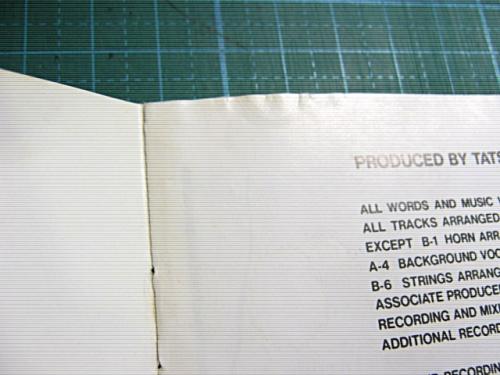 PRODUCED BY TATS
ALL WORDS AND MUSIC
ALL TRACKS ARRANGED
EXCEPT B-1 HORN ARR
A-4 BACKGROUND VOC
B-6 STRINGS ARRANG
ASSOCIATE PRODUCE
RECORDING AND MIX
ADDITIONAL RECORD
RECORDIN